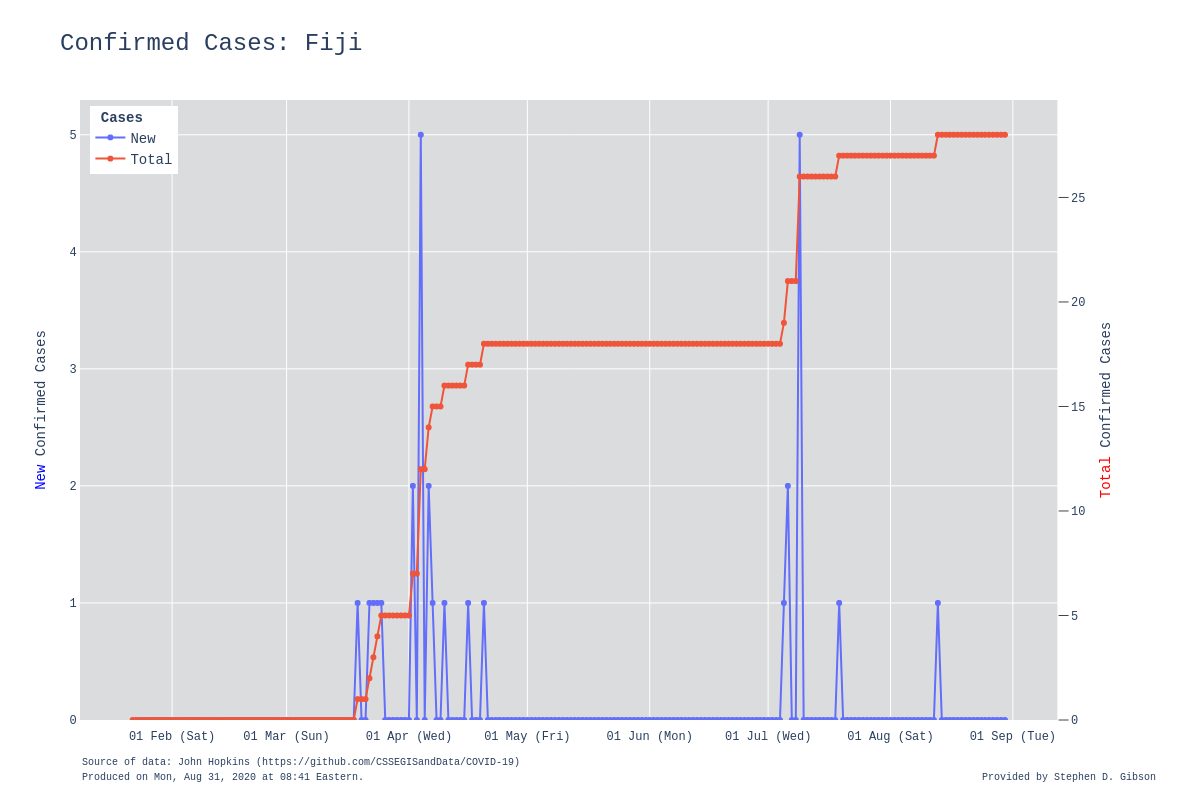 Confirmed Cases: Fiji
Cases
New
Total
5
4
3
2
1
0
New Confirmed Cases
25
20
15
10
5
0
Total Confirmed Cases
01 Feb (Sat)
01 Mar (Sun)
01 Apr (Wed)
01 May (Fri)
01 Jun (Mon)
01 Jul (Wed)
01 Aug (Sat)
01 Sep (Tue)
Source of data: John Hopkins (https://github.com/CSSEGISandData/COVID-19)
Produced on Mon, Aug 31, 2020 at 08:41 Eastern.
Provided by Stephen D. Gibson